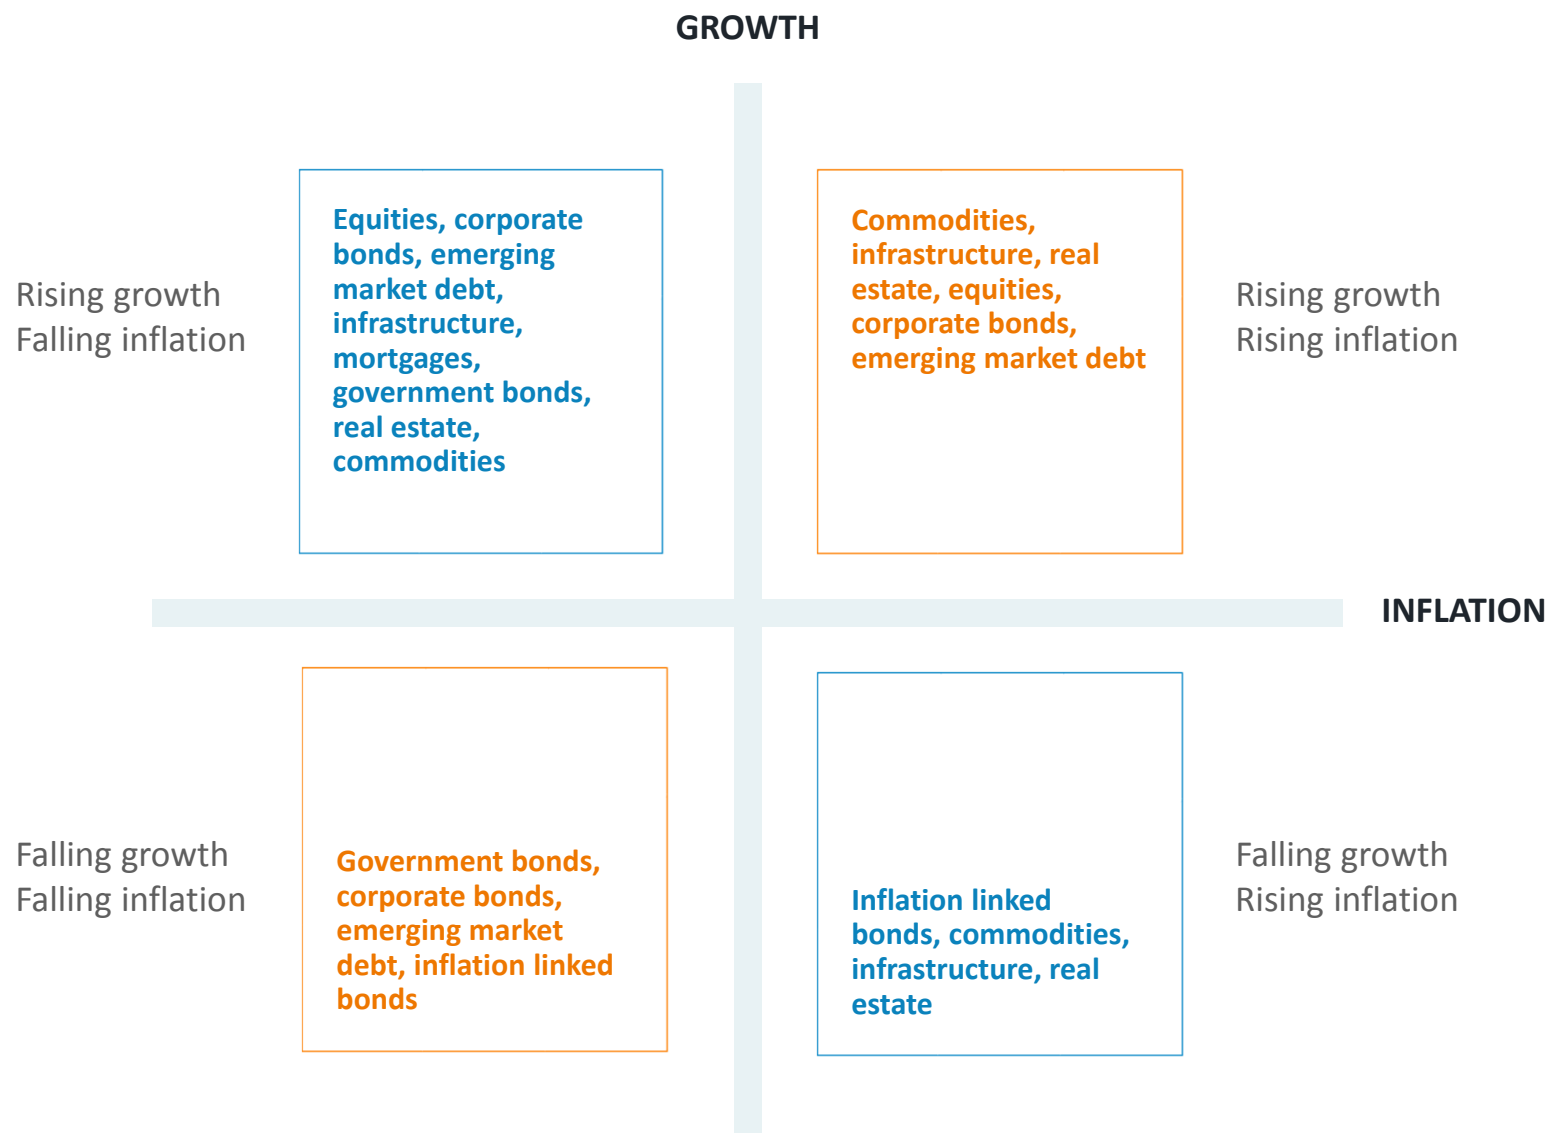 GROWTH
Rising growth
Falling inflation
Equities, corporate
bonds, emerging
market debt,
infrastructure,
mortgages,
government bonds,
real estate,
commodities
Commodities,
infrastructure, real
estate, equities,
corporate bonds,
emerging market debt
Rising growth
Rising inflation
INFLATION
Falling growth
Falling inflation
Government bonds,
corporate bonds,
emerging market
debt, inflation linked
bonds
Inflation linked
bonds, commodities,
infrastructure, real
estate
Falling growth
Rising inflation